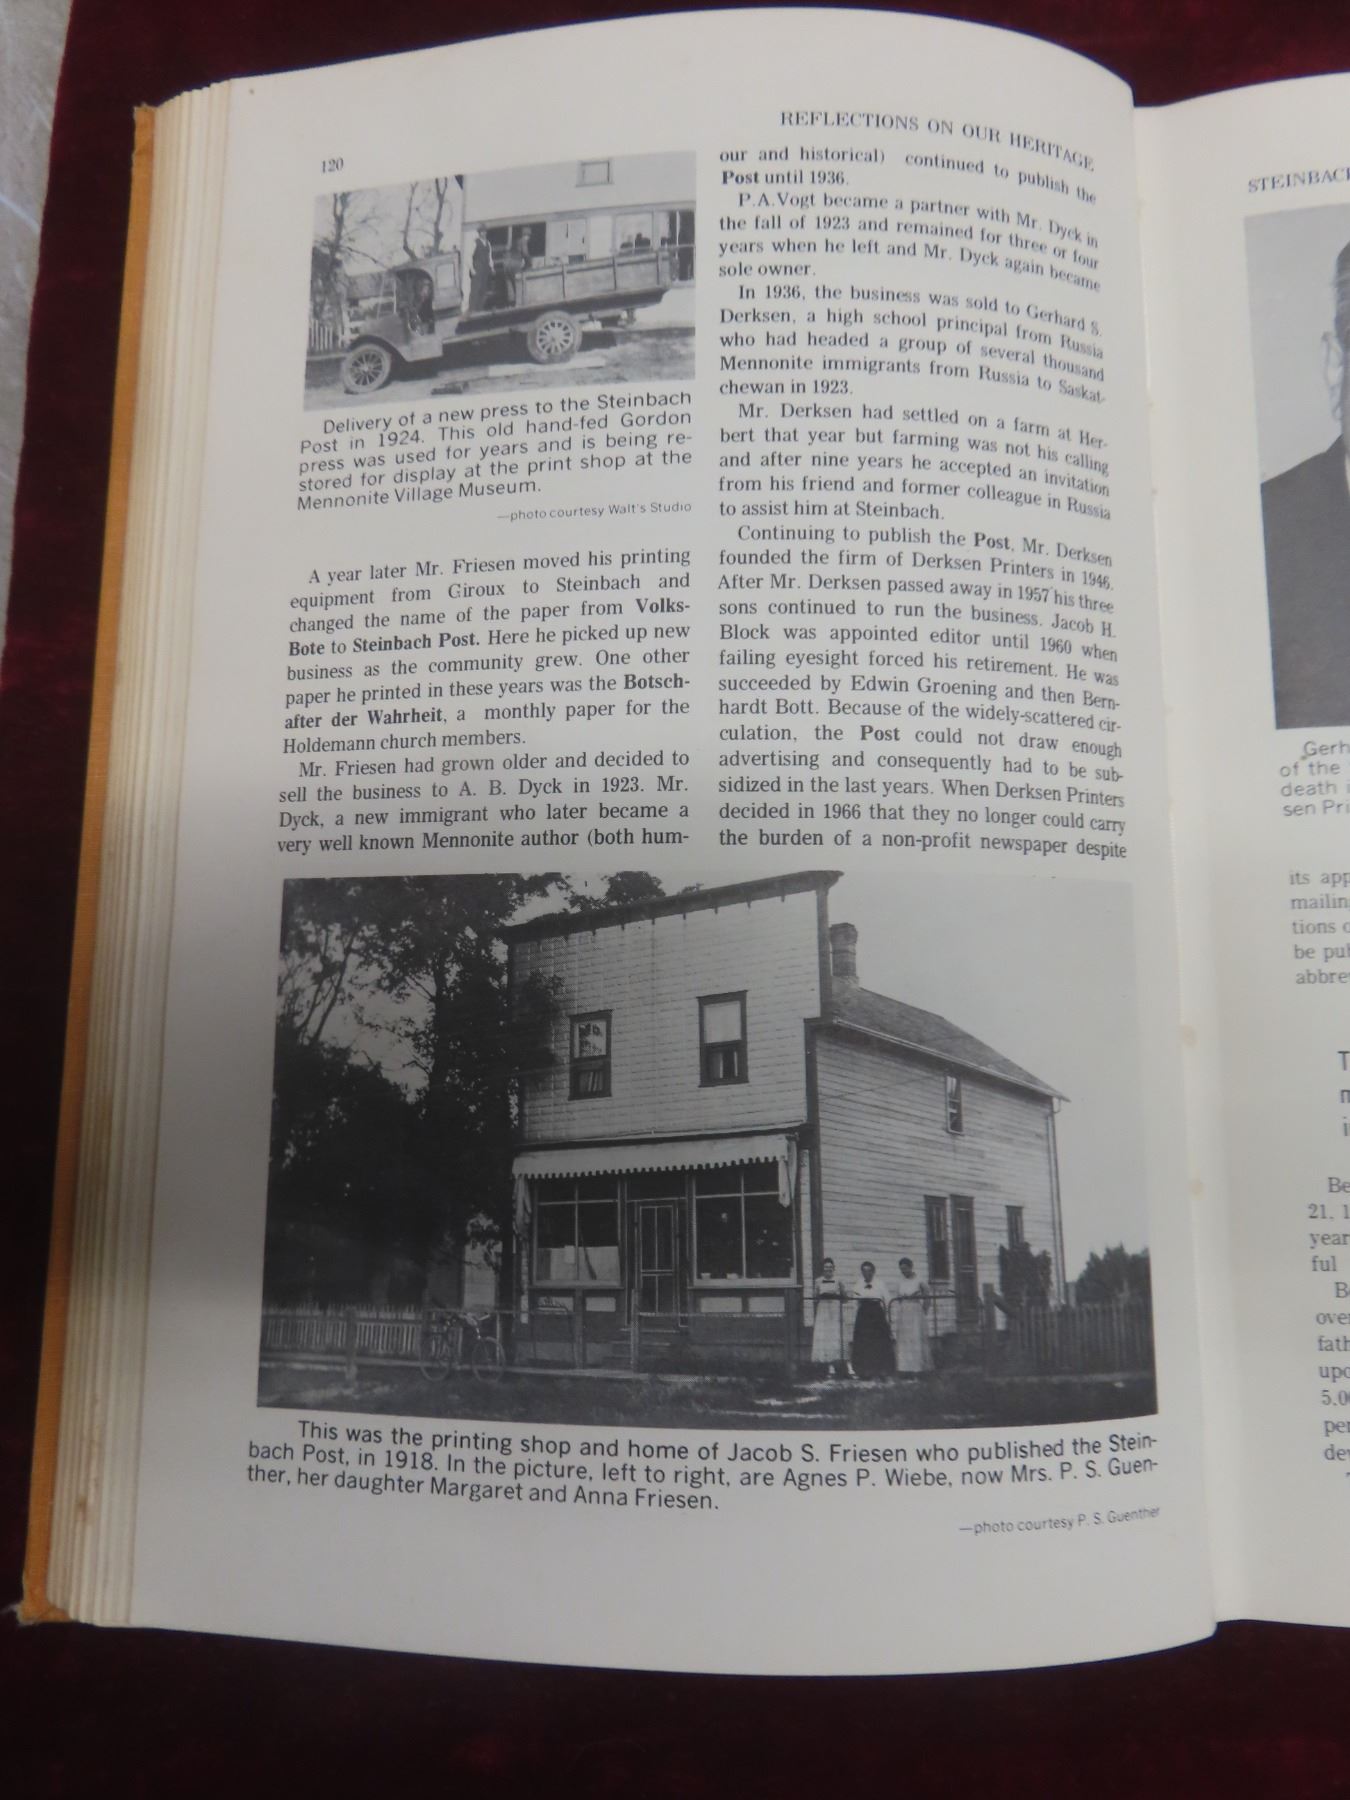 120
REFLECTIONS ON OUR HERITAGE
Delivery of a new press to the Steinbach
Post in 1924. This old hand-fed Gordon
press was used for years and is being re-
stored for display at the print shop at the
Mennonite Village Museum.
—photo courtesy Walt's Studio
A year later Mr. Friesen moved his printing
equipment from Giroux to Steinbach and
changed the name of the paper from Volks-
Bote to Steinbach Post. Here he picked up new
business as the community grew. One other
paper he printed in these years was the Botsch-
after der Wahrheit, a monthly paper for the
Holdemann church members.
Mr. Friesen had grown older and decided to
sell the business to A. B. Dyck in 1923. Mr.
Dyck, a new immigrant who later became a
very well known Mennonite author (both hum-
our and historical) continued to publish the
Post until 1936.
P.A.Vogt became a partner with Mr. Dyck in
the fall of 1923 and remained for three or four
years when he left and Mr. Dyck again became
sole owner.
In 1936, the business was sold to Gerhard S.
Derksen, a high school principal from Russia
who had headed a group of several thousand
Mennonite immigrants from Russia to Saskat-
chewan in 1923.
Mr. Derksen had settled on a farm at Her-
bert that year but farming was not his calling
and after nine years he accepted an invitation
from his friend and former colleague in Russia
to assist him at Steinbach.
Continuing to publish the Post, Mr. Derksen
founded the firm of Derksen Printers in 1946.
After Mr. Derksen passed away in 1957 his three
sons continued to run the business. Jacob H.
Block was appointed editor until 1960 when
failing eyesight forced his retirement. He was
succeeded by Edwin Groening and then Bern-
hardt Bott. Because of the widely-scattered cir-
culation, the Post could not draw enough
advertising and consequently had to be sub-
sidized in the last years. When Derksen Printers
decided in 1966 that they no longer could carry
the burden of a non-profit newspaper despite
This was the printing shop and home of Jacob S. Friesen who published the Stein-
bach Post, in 1918. In the picture, left to right, are Agnes P. Wiebe, now Mrs. P. S. Guen-
ther, her daughter Margaret and Anna Friesen.
—photo courtesy P. S. Guenther
STEINBAC
Gerh
of the
death i
sen Pri
its app
mailin
tions o
be pu
abbre
Be
21, 1
year
ful
B
over
fath
upo
5.0
per
de